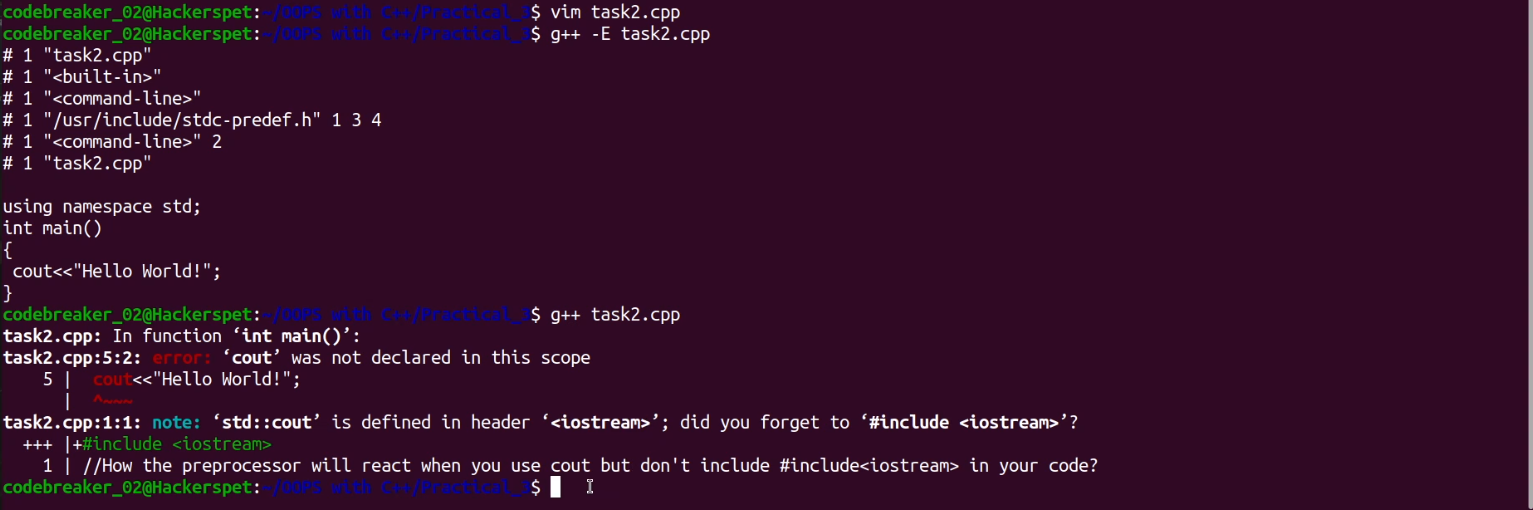 codebreaker_02@Hackerspet:~/OOPS with C++/Practical_3$ vim task2.cpp
codebreaker_02@Hackerspet:~/OOPS with C++/Practical_3$ g++ -E task2.cpp
# 1 "task2.cpp"
# 1 "<built-in>"
# 1 "<command-line>"
# 1 "/usr/include/stdc-predef.h" 1 3 4
# 1 "<command-line>" 2
# 1 "task2.cpp"
using namespace std;
int main()
{
 cout<<"Hello World!";
}
codebreaker_02@Hackerspet:~/OOPS with C++/Practical_3$ g++ task2.cpp
task2.cpp: In function ‘int main()’:
task2.cpp:5:2: error: ‘cout’ was not declared in this scope
    5 |  cout<<"Hello World!";
      |  ^~~~
task2.cpp:1:1: note: ‘std::cout’ is defined in header ‘<iostream>’; did you forget to ‘#include <iostream>’?
  +++ |+#include <iostream>
    1 | //How the preprocessor will react when you use cout but don't include #include<iostream> in your code?
codebreaker_02@Hackerspet:~/OOPS with C++/Practical_3$